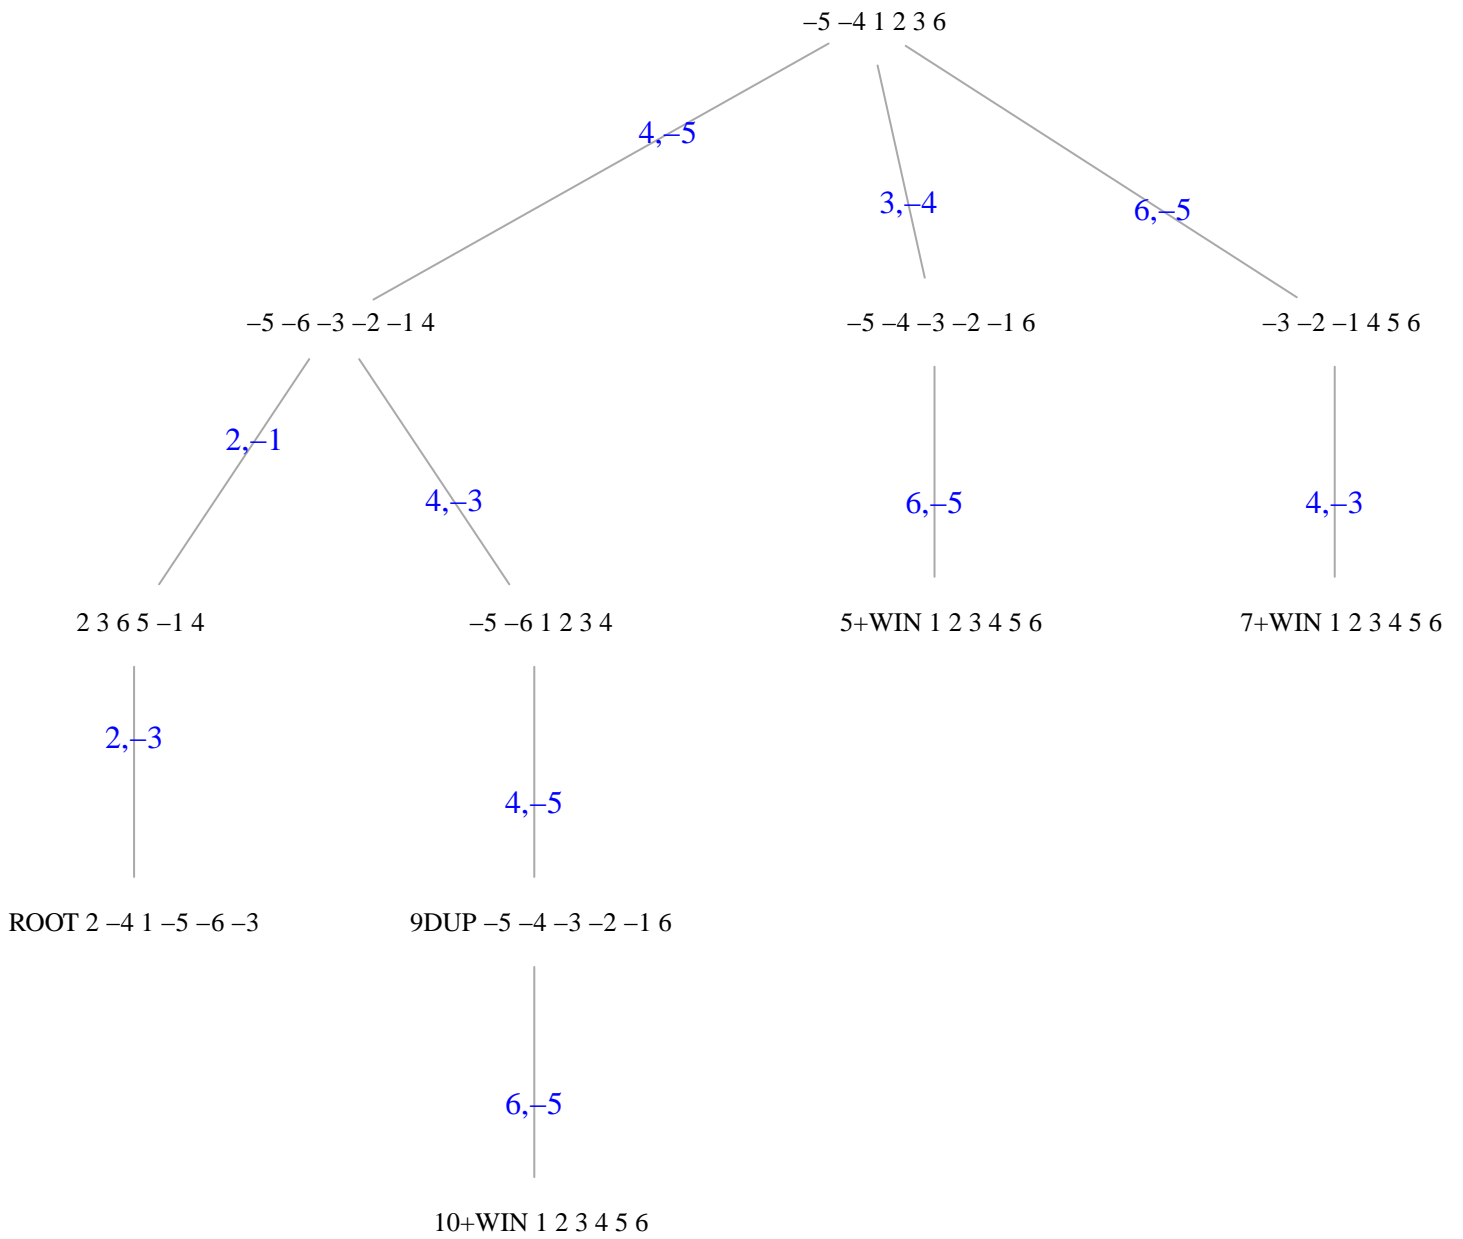 –5 –4 1 2 3 6
4,–5
3,–4
6,–5
–5 –6 –3 –2 –1 4
–5 –4 –3 –2 –1 6
–3 –2 –1 4 5 6
2,–1
4,–3
6,–5
4,–3
2 3 6 5 –1 4
–5 –6 1 2 3 4
5+WIN 1 2 3 4 5 6
7+WIN 1 2 3 4 5 6
2,–3
4,–5
ROOT 2 –4 1 –5 –6 –3
9DUP –5 –4 –3 –2 –1 6
6,–5
10+WIN 1 2 3 4 5 6